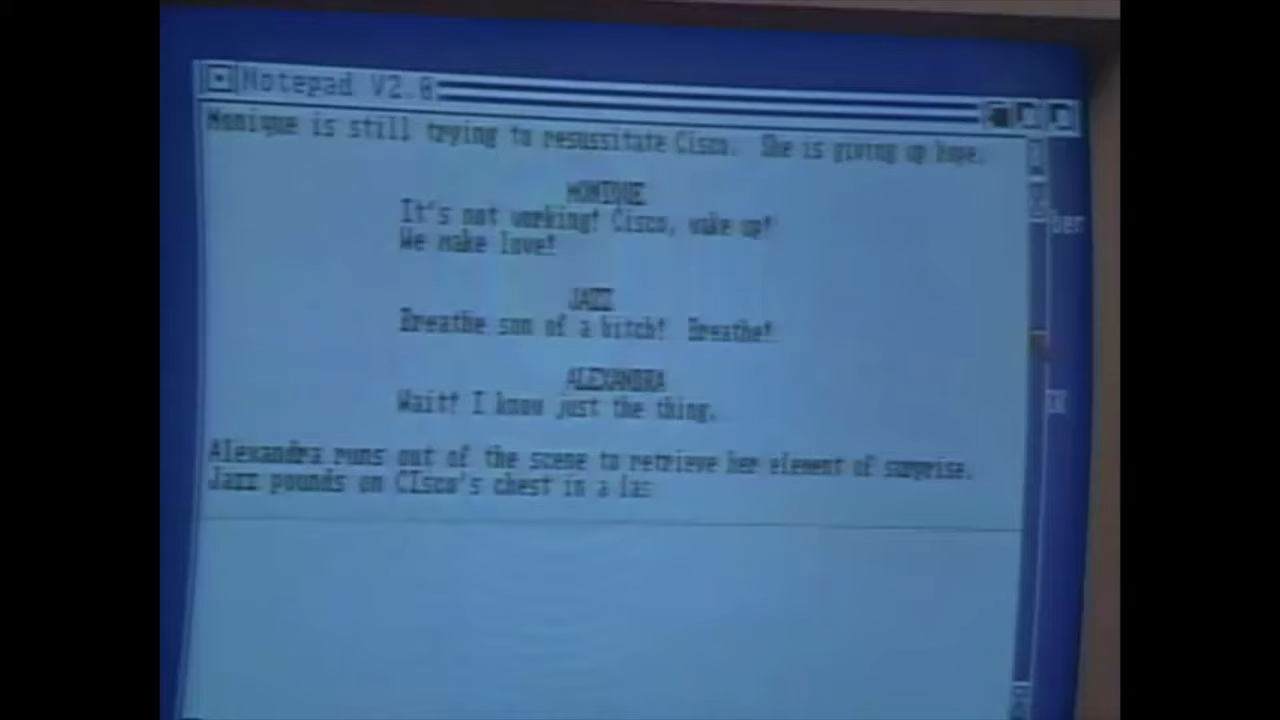 Notepad V2.0
Monique is still trying to resussitate Cisco. She is giving up hope.
MONIQUE
It's not working! Cisco, wake up!
We make love!
JAZZ
Breathe son of a bitch! Breathe!
ALEXANDRA
Wait! I know just the thing.
Alexandra runs out of the scene to retrieve her element of surprise.
Jazz pounds on CIsco's chest in a las